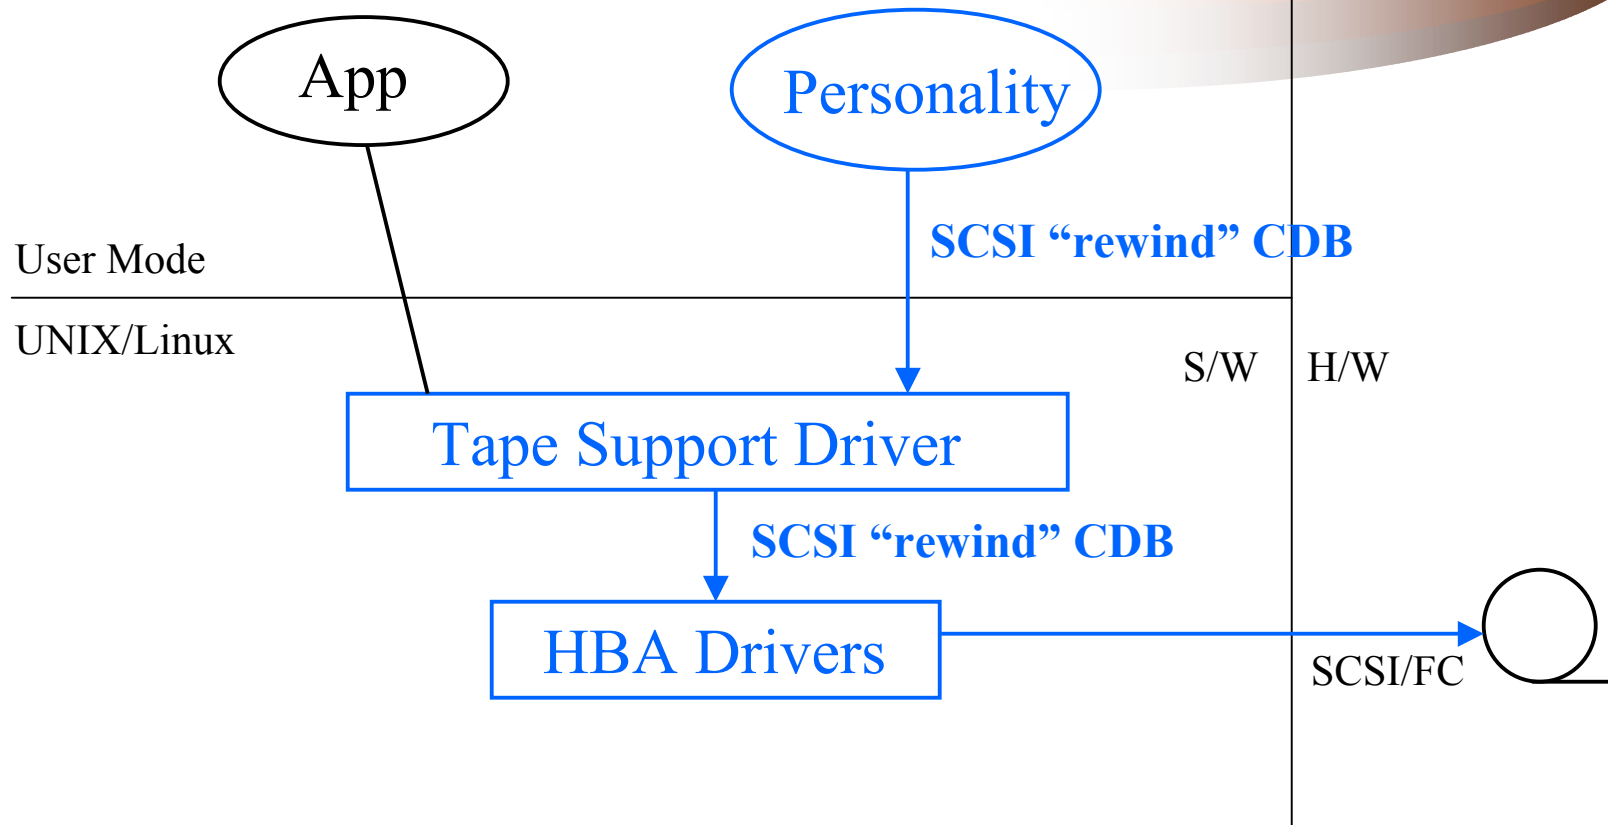 App
Personality
SCSI “rewind” CDB
User Mode
UNIX/Linux
S/W
H/W
Tape Support Driver
SCSI “rewind” CDB
HBA Drivers
SCSI/FC